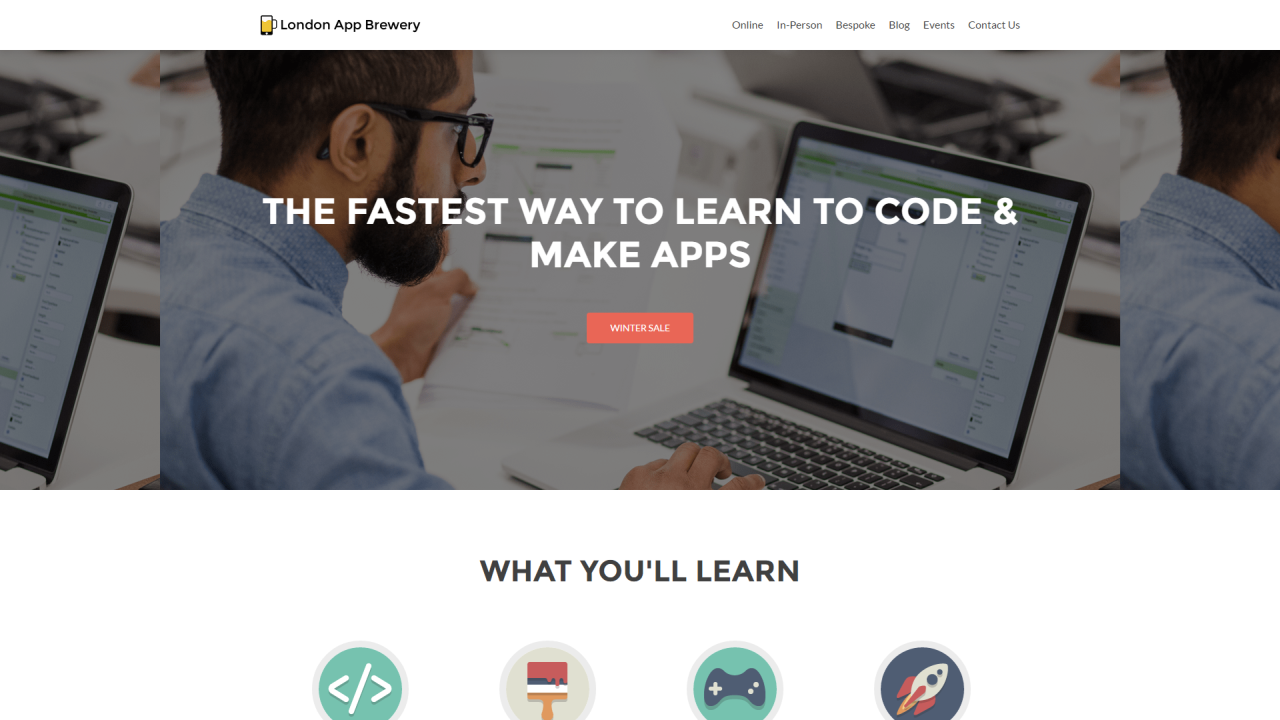 London App Brewery
Online In-Person Bespoke Blog Events Contact Us
THE FASTEST WAY TO LEARN TO CODE &
MAKE APPS
WINTER SALE
WHAT YOU'LL LEARN